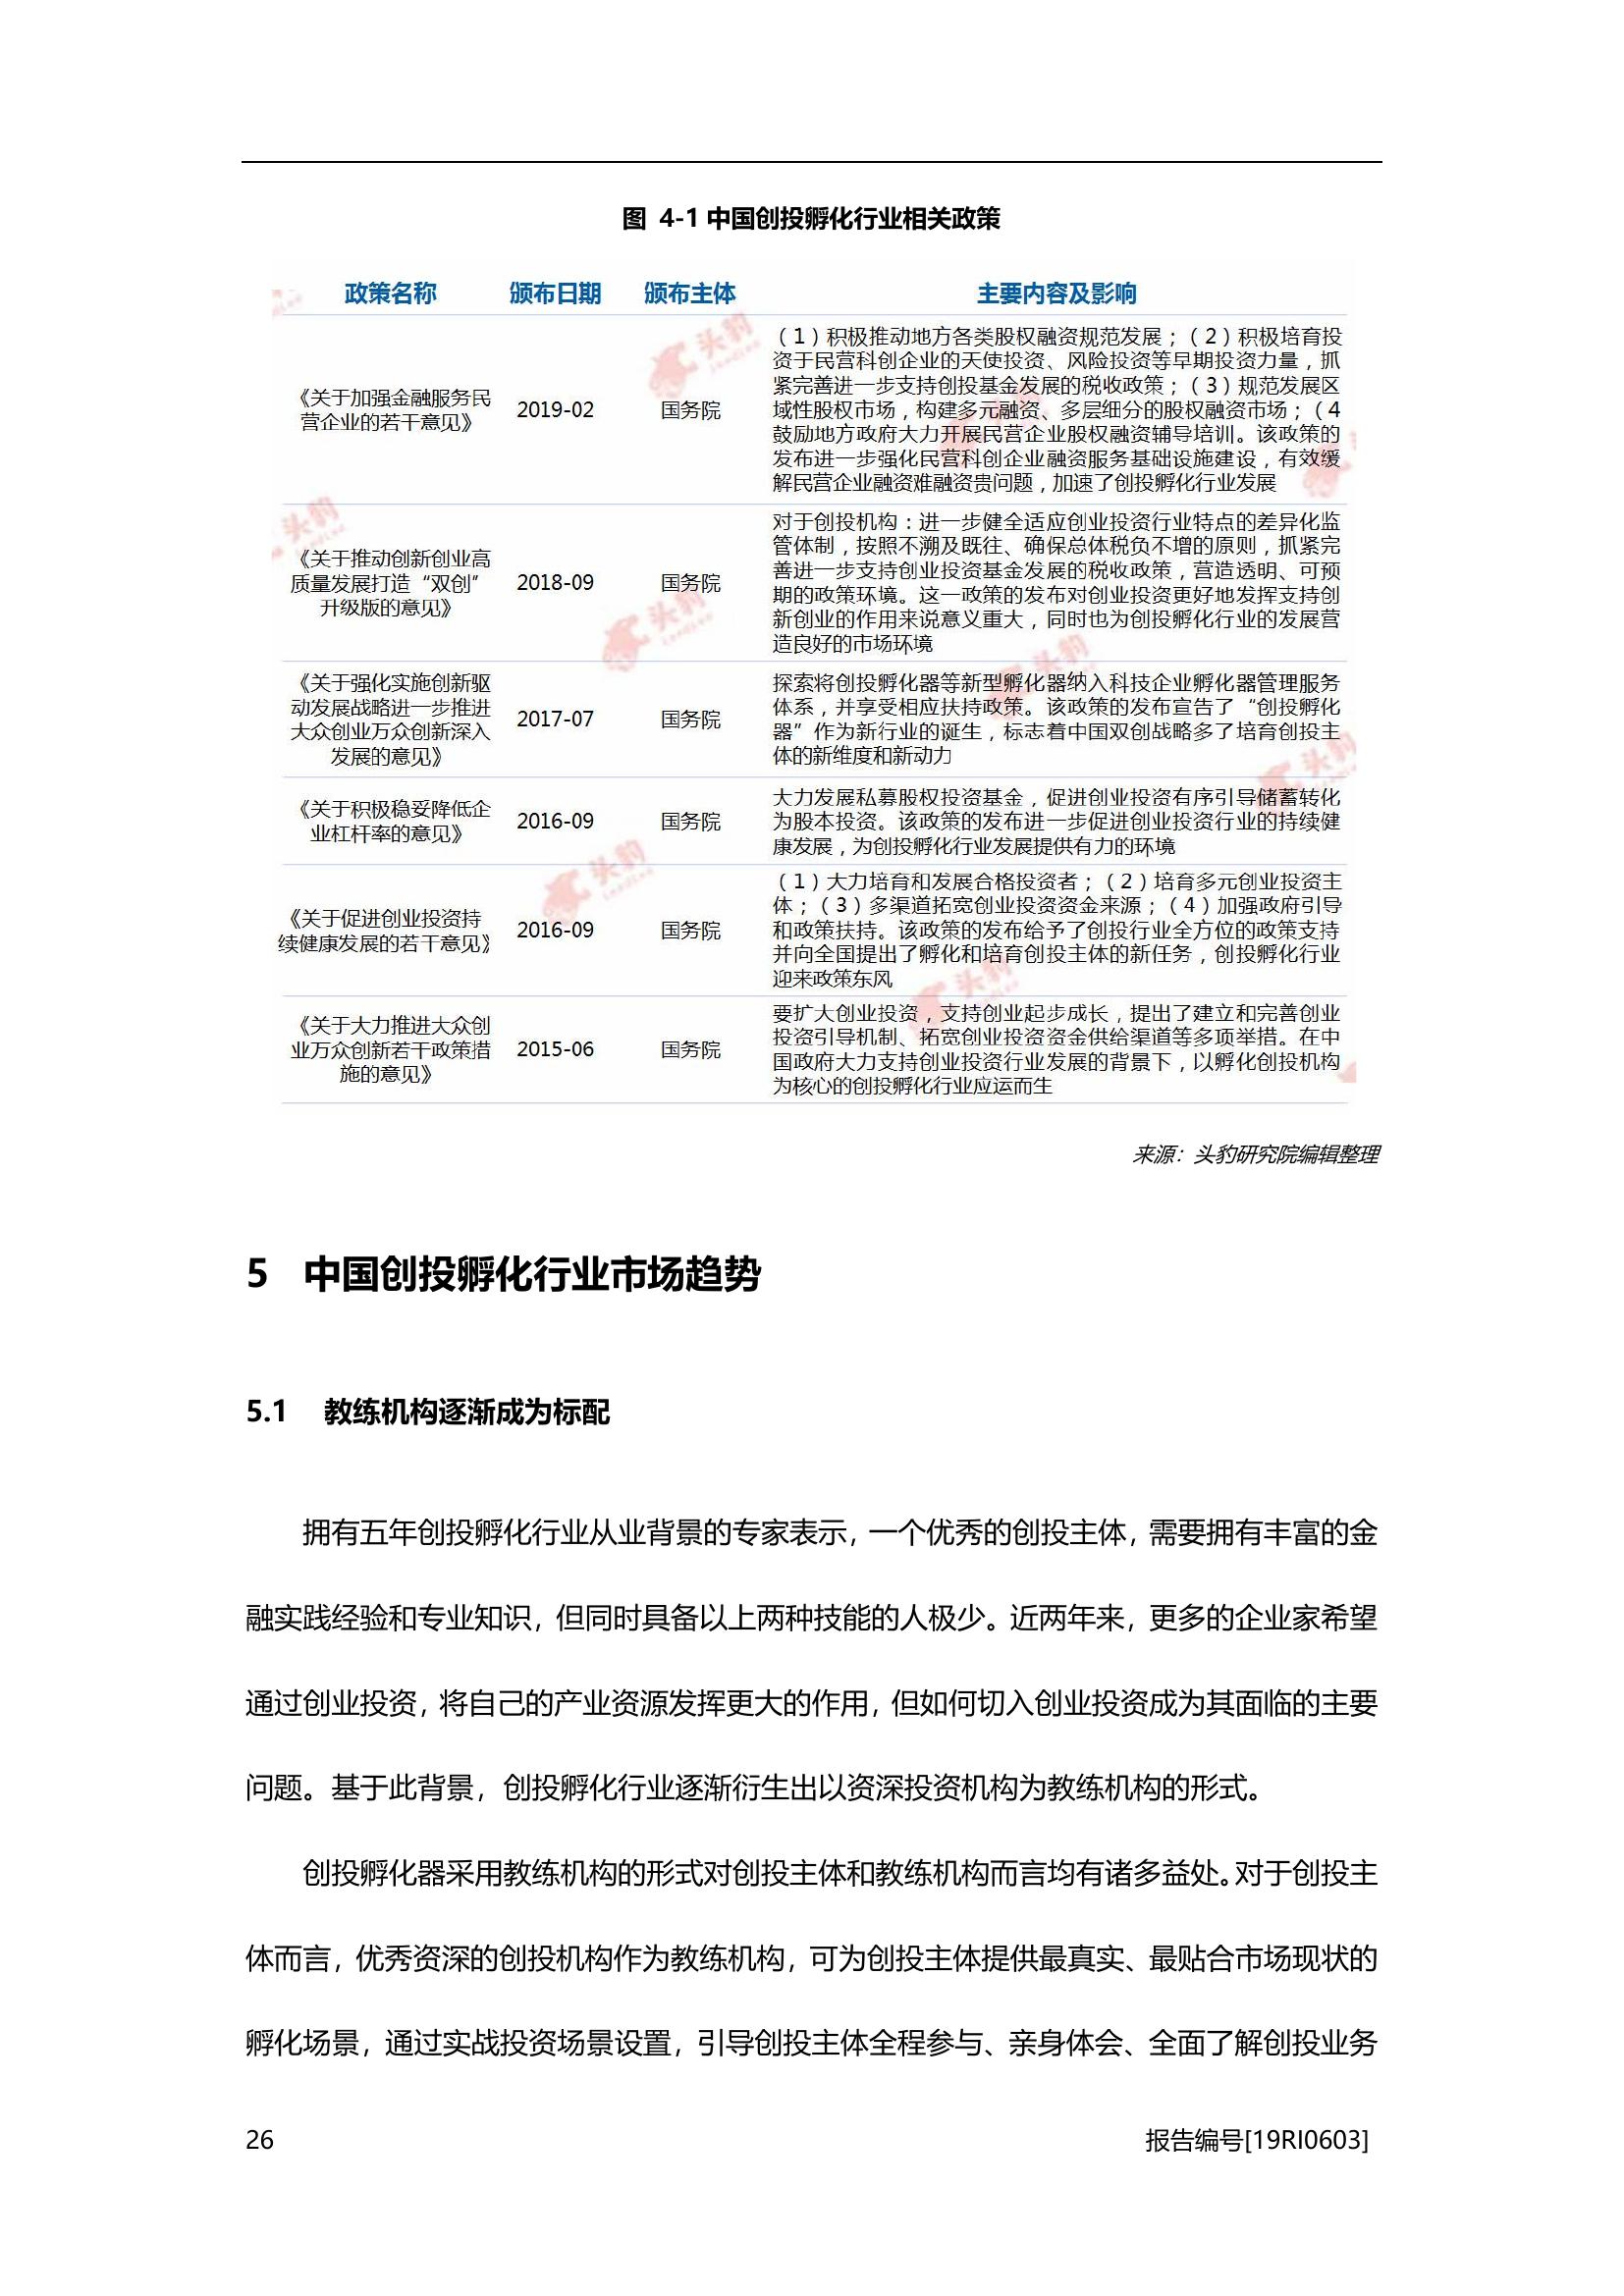 图 4-1 中国创投孵化行业相关政策
政策名称 颁布日期 颁布主体 主要内容及影响
《关于加强金融服务民
营企业的若干意见》
2019-02
国务院
（1）积极推动地方各类股权融资规范发展；（2）积极培育投
资于民营科创企业的天使投资、风险投资等早期投资力量，抓
紧完善进一步支持创投基金发展的税收政策；（3）规范发展区
域性股权市场，构建多元融资、多层细分的股权融资市场；（4
鼓励地方政府大力开展民营企业股权融资辅导培训。该政策的
发布进一步强化民营科创企业融资服务基础设施建设，有效缓
解民营企业融资难融资贵问题，加速了创投孵化行业发展
《关于推动创新创业高
质量发展打造“双创”
升级版的意见》
2018-09
国务院
对于创投机构：进一步健全适应创业投资行业特点的差异化监
管体制，按照不溯及既往、确保总体税负不增的原则，抓紧完
善进一步支持创业投资基金发展的税收政策，营造透明、可预
期的政策环境。这一政策的发布对创业投资更好地发挥支持创
新创业的作用来说意义重大，同时也为创投孵化行业的发展营
造良好的市场环境
《关于强化实施创新驱
动发展战略进一步推进
大众创业万众创新深入
发展的意见》
2017-07
国务院
探索将创投孵化器等新型孵化器纳入科技企业孵化器管理服务
体系，并享受相应扶持政策。该政策的发布宣告了“创投孵化
器”作为新行业的诞生，标志着中国双创战略多了培育创投主
体的新维度和新动力
《关于积极稳妥降低企
业杠杆率的意见》
2016-09
国务院
大力发展私募股权投资基金，促进创业投资有序引导储蓄转化
为股本投资。该政策的发布进一步促进创业投资行业的持续健
康发展，为创投孵化行业发展提供有力的环境
《关于促进创业投资持
续健康发展的若干意见》
2016-09
国务院
（1）大力培育和发展合格投资者；（2）培育多元创业投资主
体；（3）多渠道拓宽创业投资资金来源；（4）加强政府引导
和政策扶持。该政策的发布给予了创投行业全方位的政策支持
并向全国提出了孵化和培育创投主体的新任务，创投孵化行业
迎来政策东风
《关于大力推进大众创
业万众创新若干政策措
施的意见》
2015-06
国务院
要扩大创业投资，支持创业起步成长，提出了建立和完善创业
投资引导机制、拓宽创业投资资金供给渠道等多项举措。在中
国政府大力支持创业投资行业发展的背景下，以孵化创投机构
为核心的创投孵化行业应运而生
来源：头豹研究院编辑整理
5 中国创投孵化行业市场趋势
5.1 教练机构逐渐成为标配
拥有五年创投孵化行业从业背景的专家表示，一个优秀的创投主体，需要拥有丰富的金
融实践经验和专业知识，但同时具备以上两种技能的人极少。近两年来，更多的企业家希望
通过创业投资，将自己的产业资源发挥更大的作用，但如何切入创业投资成为其面临的主要
问题。基于此背景，创投孵化行业逐渐衍生出以资深投资机构为教练机构的形式。
创投孵化器采用教练机构的形式对创投主体和教练机构而言均有诸多益处。对于创投主
体而言，优秀资深的创投机构作为教练机构，可为创投主体提供最真实、最贴合市场现状的
孵化场景，通过实战投资场景设置，引导创投主体全程参与、亲身体会、全面了解创投业务
26 报告编号[19RI0603]